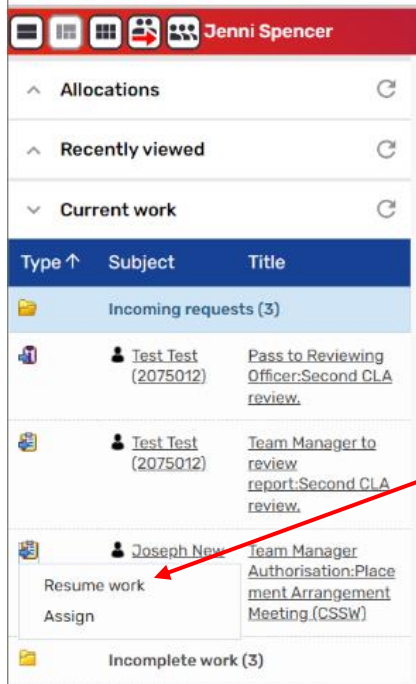 Jenni Spencer
Allocations
Recently viewed
Current work
Type ↑ Subject Title
Incoming requests (3)
Test Test Pass to Reviewing
(2075012) Officer:Second CLA
review.
Test Test Team Manager to
(2075012) review
report:Second CLA
review.
Joseph New Team Manager
Authorisation:Place
Resume work ment Arrangement
Assign Meeting (CSSW)
Incomplete work (3)